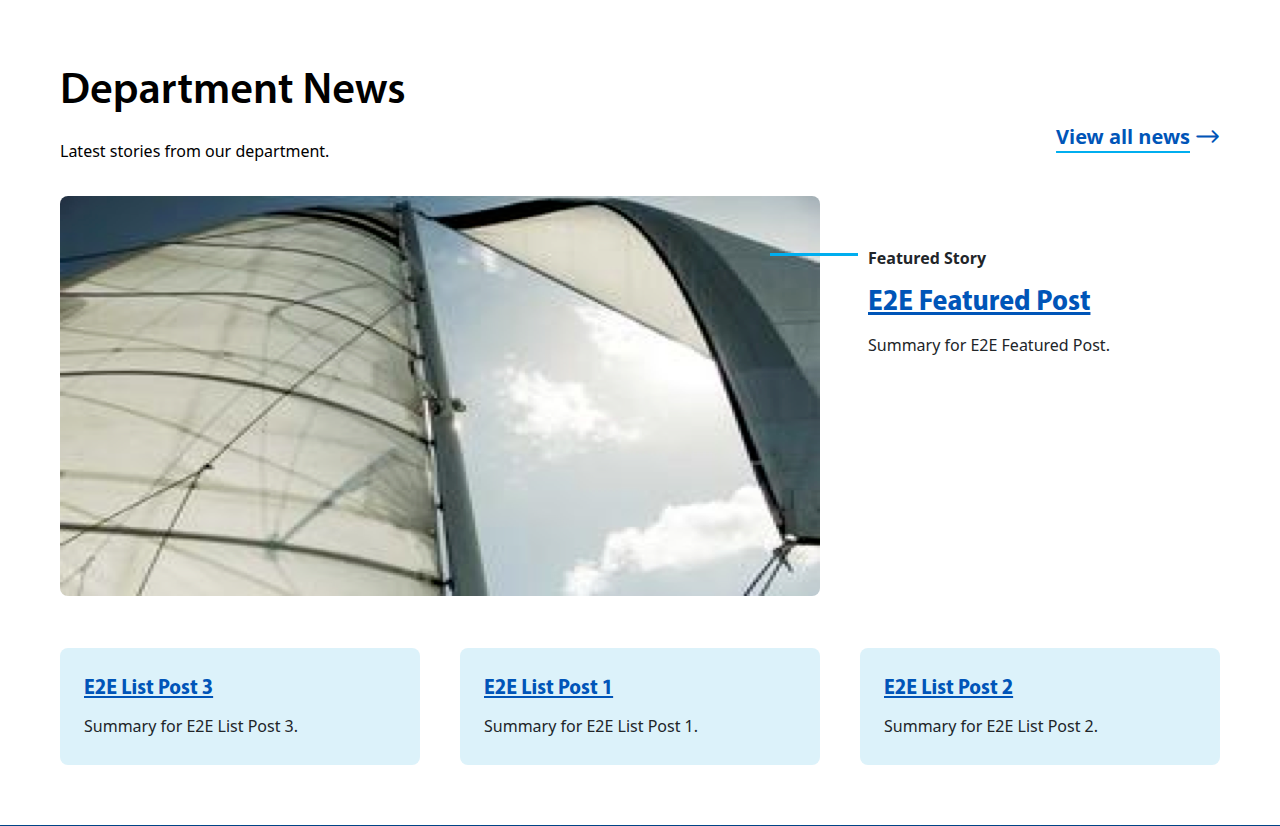 Department News
Latest stories from our department.
View all news
Featured Story
E2E Featured Post
Summary for E2E Featured Post.
E2E List Post 3
Summary for E2E List Post 3.
E2E List Post 1
Summary for E2E List Post 1.
E2E List Post 2
Summary for E2E List Post 2.